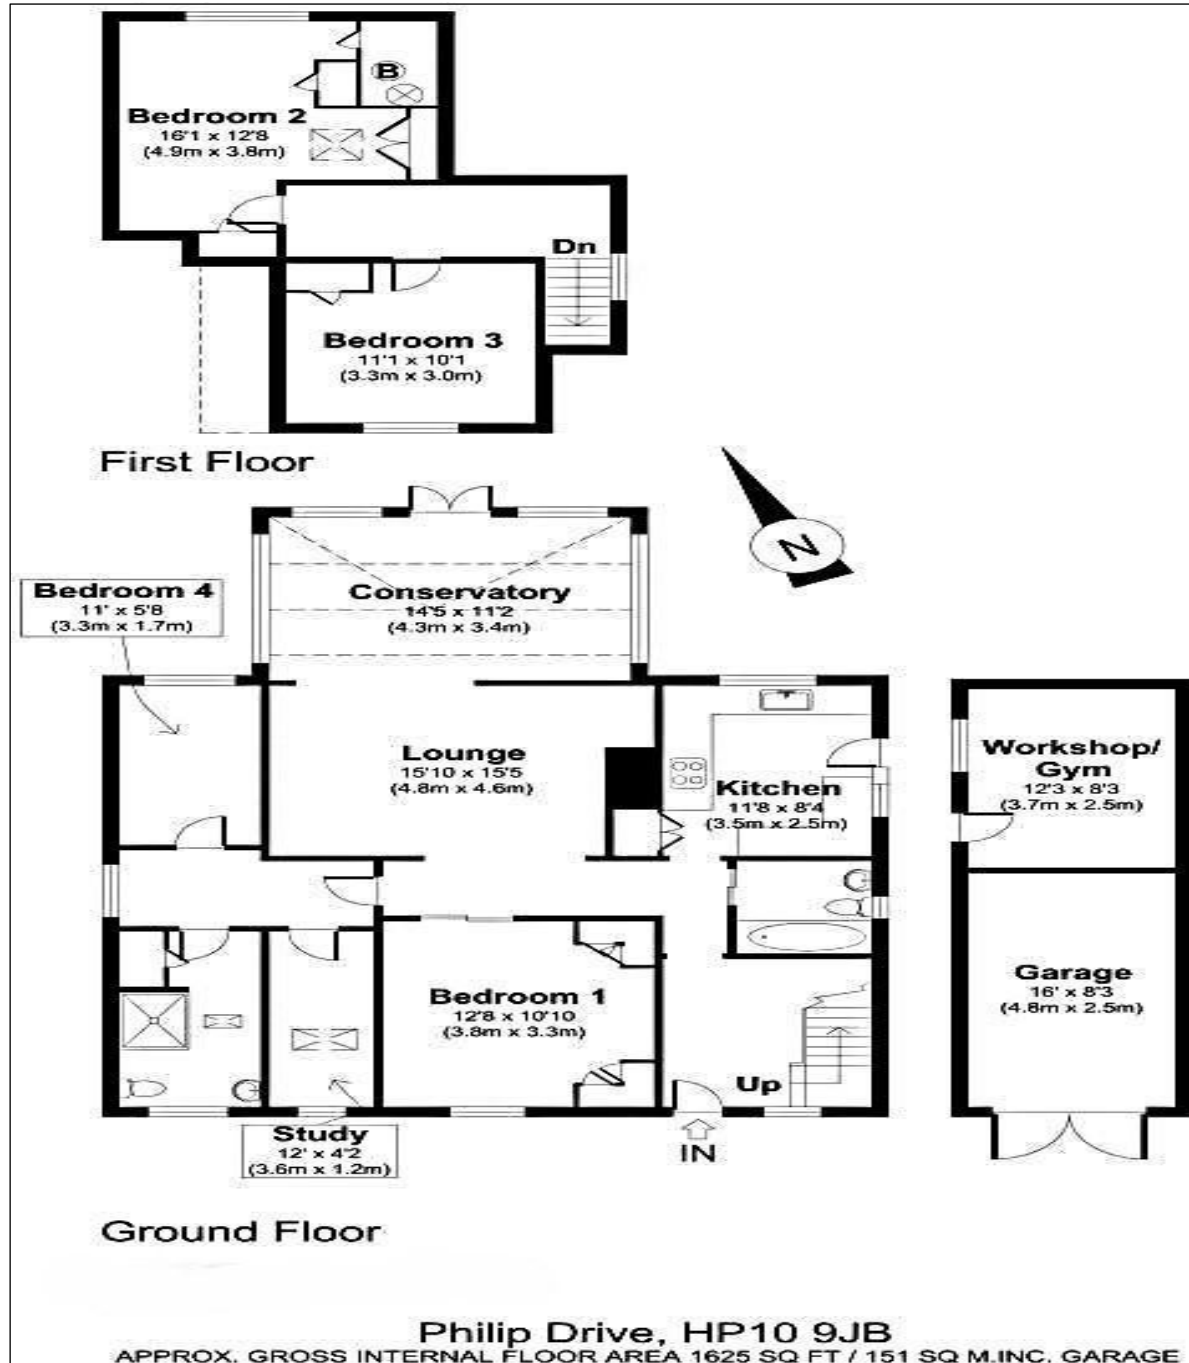 B
Bedroom 2
16'1 x 12'8
(4.9m x 3.8m)
Dn
Bedroom 3
11'1 x 10'1
(3.3m x 3.0m)
First Floor
N
Bedroom 4
11' x 5'8
(3.3m x 1.7m)
Conservatory
14'5 x 11'2
(4.3m x 3.4m)
Lounge
15'10 x 15'5
(4.8m x 4.6m)
Kitchen
11'8 x 8'4
(3.5m x 2.5m)
Workshop/
Gym
12'3 x 8'3
(3.7m x 2.5m)
Garage
16' x 8'3
(4.8m x 2.5m)
Bedroom 1
12'8 x 10'10
(3.8m x 3.3m)
Up
IN
Study
12' x 4'2
(3.6m x 1.2m)
Ground Floor
Philip Drive, HP10 9JB
APPROX. GROSS INTERNAL FLOOR AREA 1625 SQ FT / 151 SQ M.INC. GARAGE